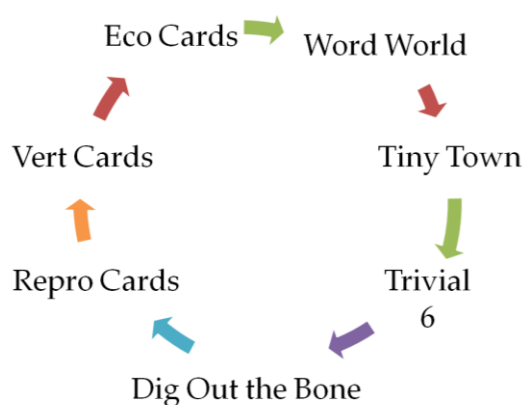 Eco Cards
Word World
Vert Cards
Tiny Town
Repro Cards
Trivial
6
Dig Out the Bone